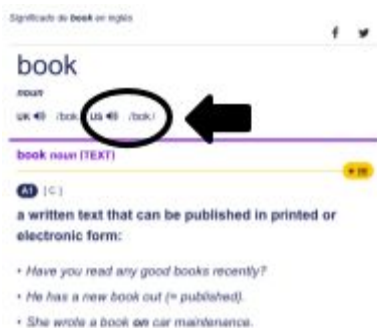 Significado de book en inglés
book
noun
UK /bʊk/ US /bʊk/
book noun (TEXT)
A1 [ C ]
a written text that can be published in printed or
electronic form:
• Have you read any good books recently?
• He has a new book out (= published).
• She wrote a book on car maintenance.